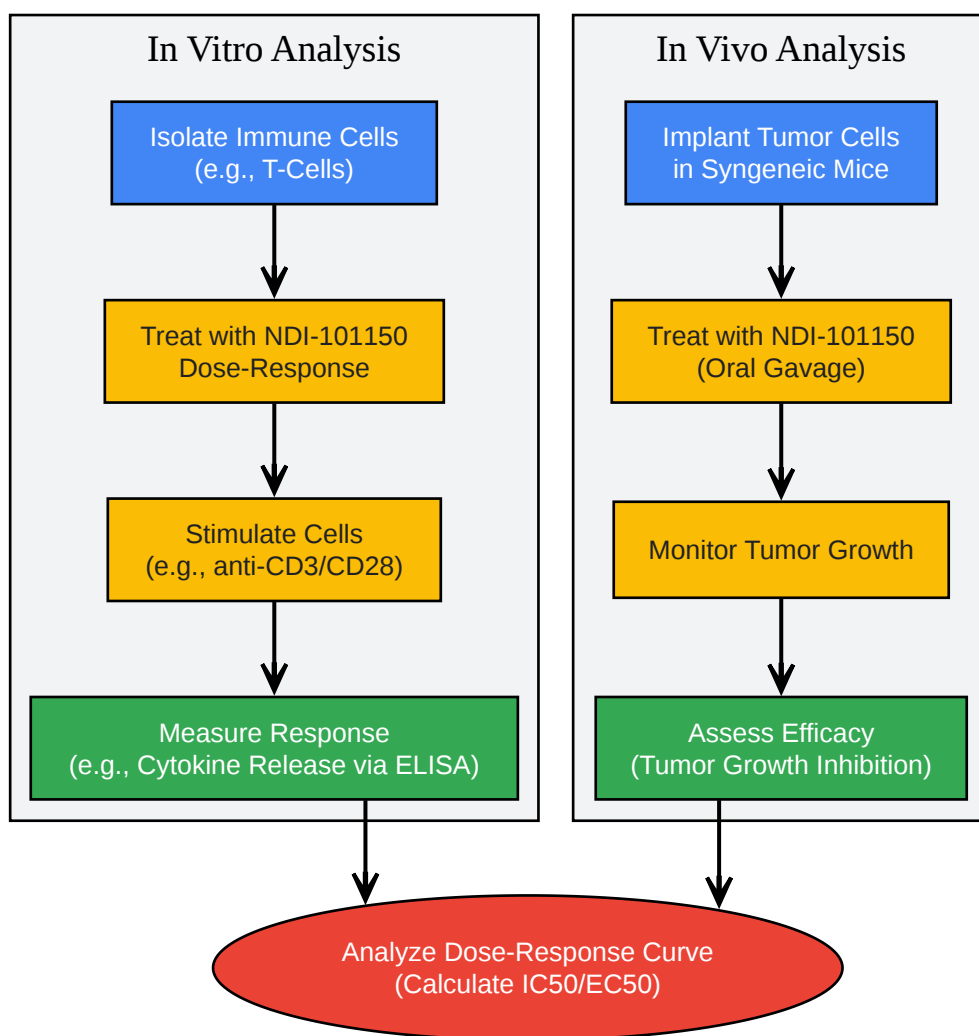 In Vitro Analysis
Isolate Immune Cells
(e.g., T-Cells)
Treat with NDI-101150
Dose-Response
Stimulate Cells
(e.g., anti-CD3/CD28)
Measure Response
(e.g., Cytokine Release via ELISA)
In Vivo Analysis
Implant Tumor Cells
in Syngeneic Mice
Treat with NDI-101150
(Oral Gavage)
Monitor Tumor Growth
Assess Efficacy
(Tumor Growth Inhibition)
Analyze Dose-Response Curve
(Calculate IC50/EC50)